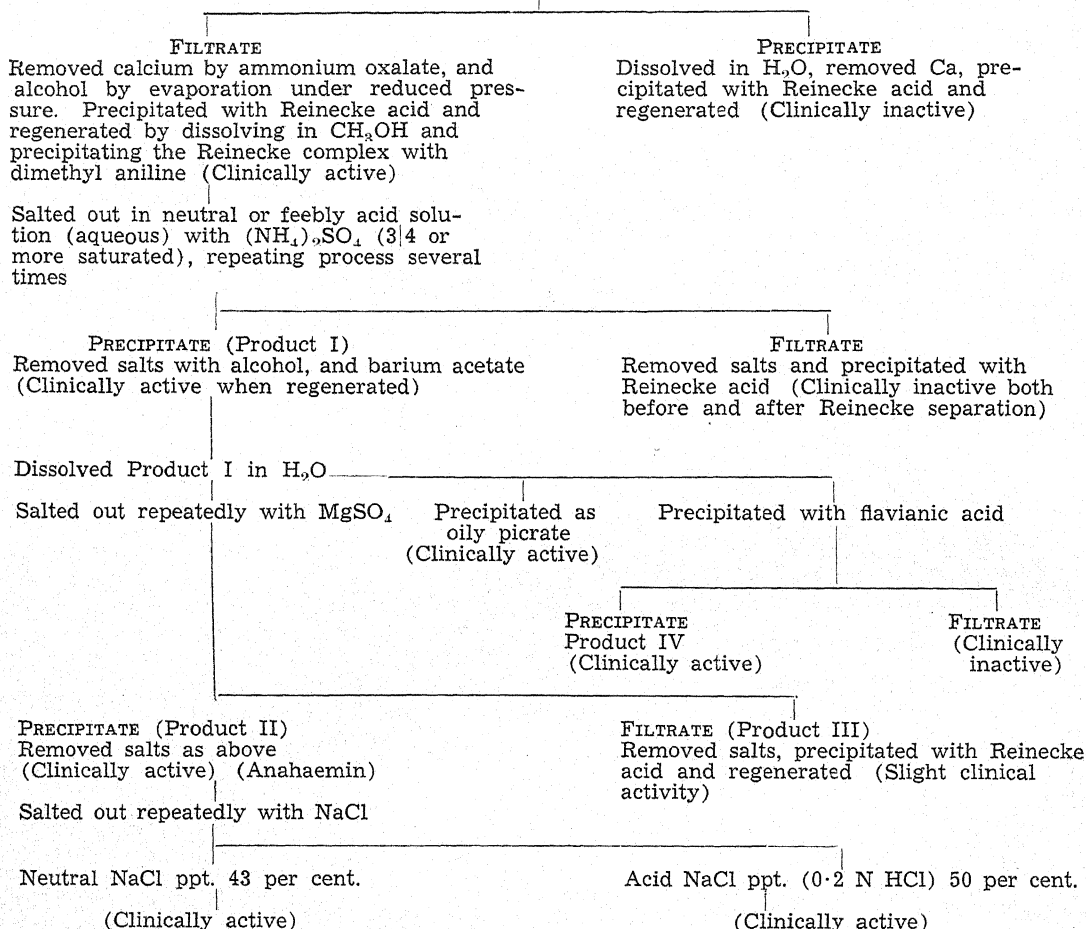 FILTRATE
Removed calcium by ammonium oxalate, and
alcohol by evaporation under reduced pres-
sure. Precipitated with Reinecke acid and
regenerated by dissolving in CH₃OH and
precipitating the Reinecke complex with
dimethyl aniline (Clinically active)
PRECIPITATE
Dissolved in H₂O, removed Ca, pre-
cipitated with Reinecke acid and
regenerated (Clinically inactive)
Salted out in neutral or feebly acid solu-
tion (aqueous) with (NH₄)₂SO₄ (3|4 or
more saturated), repeating process several
times
PRECIPITATE (Product I)
Removed salts with alcohol, and barium acetate
(Clinically active when regenerated)
FILTRATE
Removed salts and precipitated with
Reinecke acid (Clinically inactive both
before and after Reinecke separation)
Dissolved Product I in H₂O
Salted out repeatedly with MgSO₄
Precipitated as
oily picrate
(Clinically active)
Precipitated with flavianic acid
PRECIPITATE
Product IV
(Clinically active)
FILTRATE
(Clinically
inactive)
PRECIPITATE (Product II)
Removed salts as above
(Clinically active) (Anahaemin)
FILTRATE (Product III)
Removed salts, precipitated with Reinecke
acid and regenerated (Slight clinical
activity)
Salted out repeatedly with NaCl
Neutral NaCl ppt. 43 per cent.
(Clinically active)
Acid NaCl ppt. (0·2 N HCl) 50 per cent.
(Clinically active)